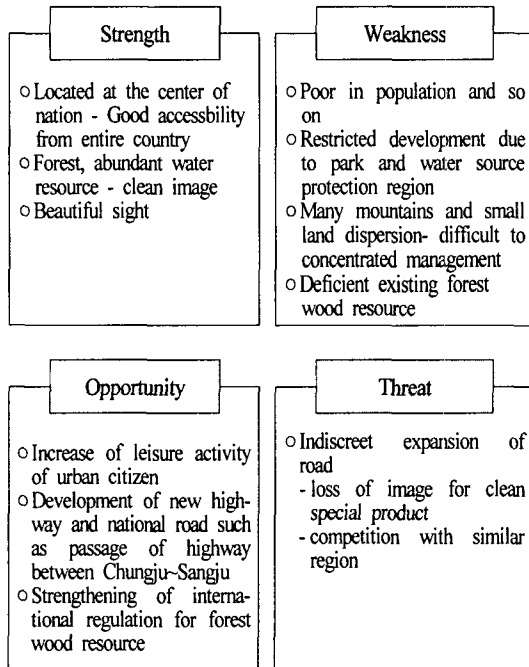 Strength
○ Located at the center of
nation - Good accessbility
from entire country
○ Forest, abundant water
resource - clean image
○ Beautiful sight
Weakness
○ Poor in population and so
on
○ Restricted development due
to park and water source
protection region
○ Many mountains and small
land dispersion- difficult to
concentrated management
○ Deficient existing forest
wood resource
Opportunity
○ Increase of leisure activity
of urban citizen
○ Development of new high-
way and national road such
as passage of highway
between Chungju~Sangju
○ Strengthening of interna-
tional regulation for forest
wood resource
Threat
○ Indiscreet expansion of
road
- loss of image for clean
special product
- competition with similar
region